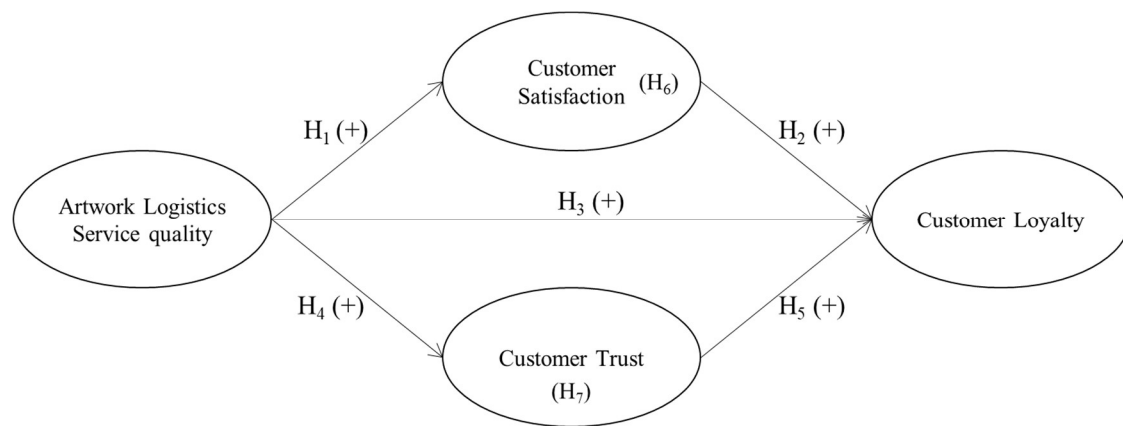 Customer
Satisfaction (H₆)
H₁ (+)
H₂ (+)
Artwork Logistics
Service quality
H₃ (+)
Customer Loyalty
H₄ (+)
H₅ (+)
Customer Trust
(H₇)